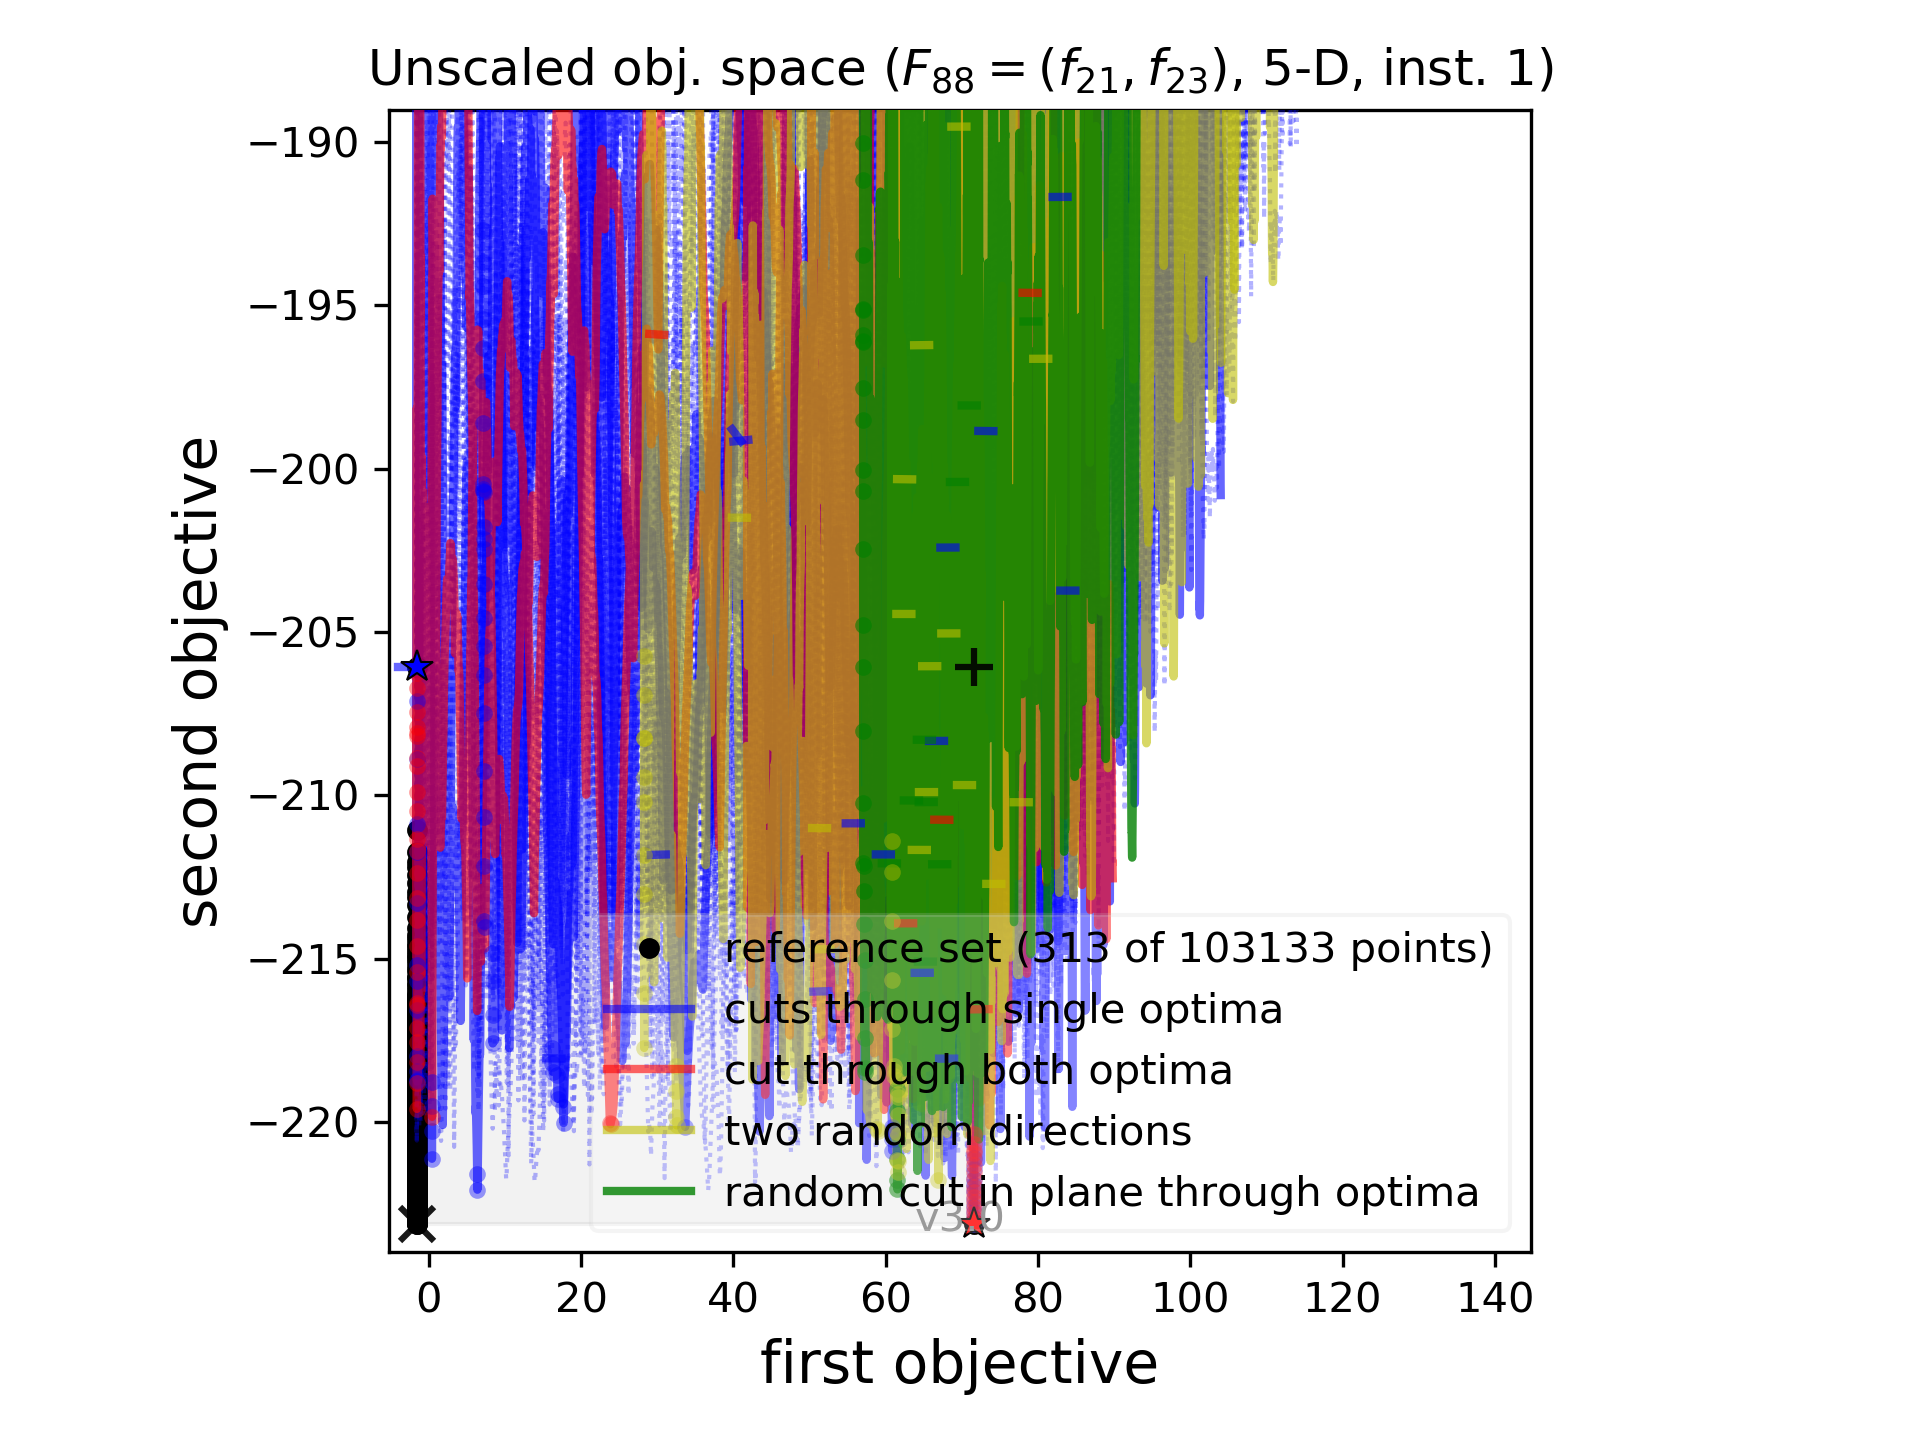 Unscaled obj. space (F88 = (f21, f23), 5-D, inst. 1)
second objective
−190
−195
−200
−205
−210
−215
−220
reference set (313 of 103133 points)
cuts through single optima
cut through both optima
two random directions
random cut in plane through optima
v3.0
0 20 40 60 80 100 120 140
first objective